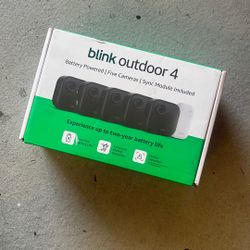 blink outdoor 4
Battery Powered | Five Cameras | Sync Module Included
Experience up to two-year battery life